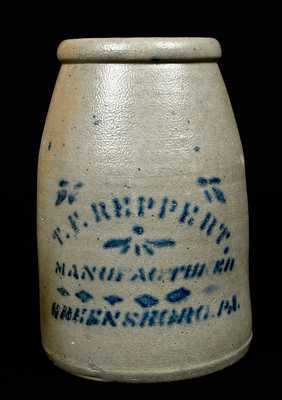 T.F. REPPERT.
MANUFACTURER
GREENSBORO, PA.